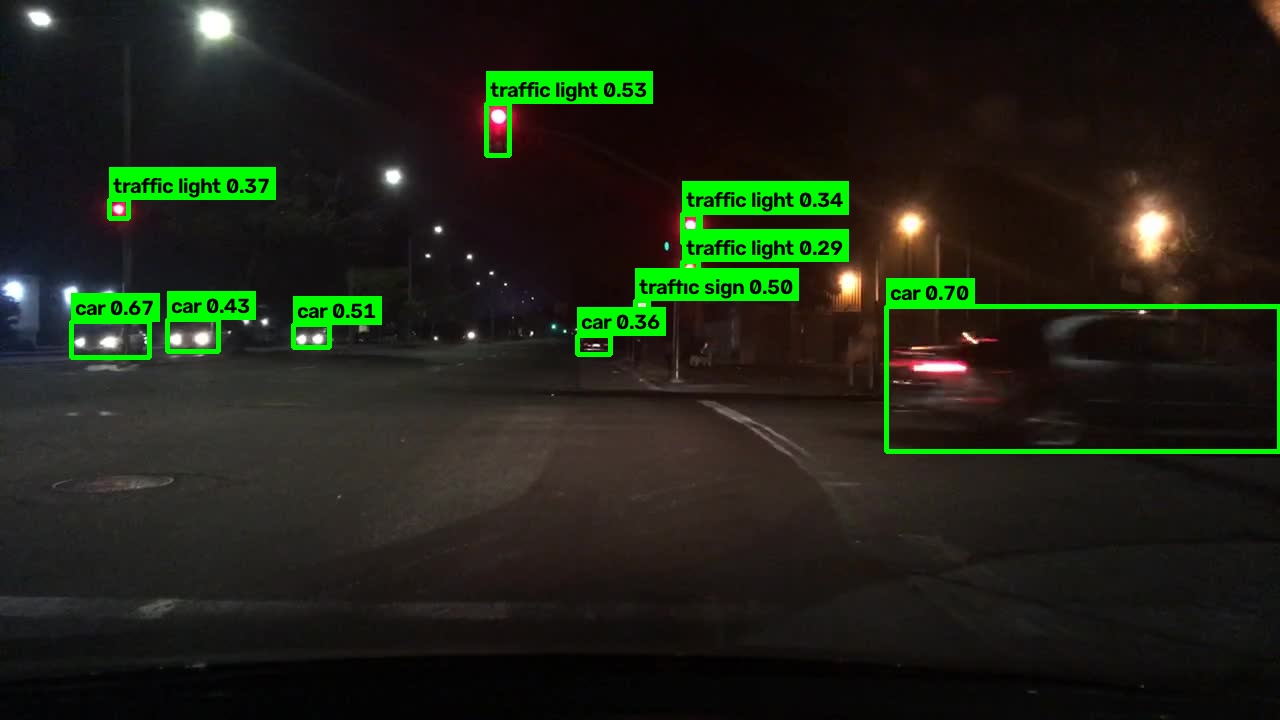 traffic light 0.53
traffic light 0.37
traffic light 0.34
traffic light 0.29
traffic sign 0.50
car 0.70
car 0.67
car 0.43
car 0.51
car 0.36